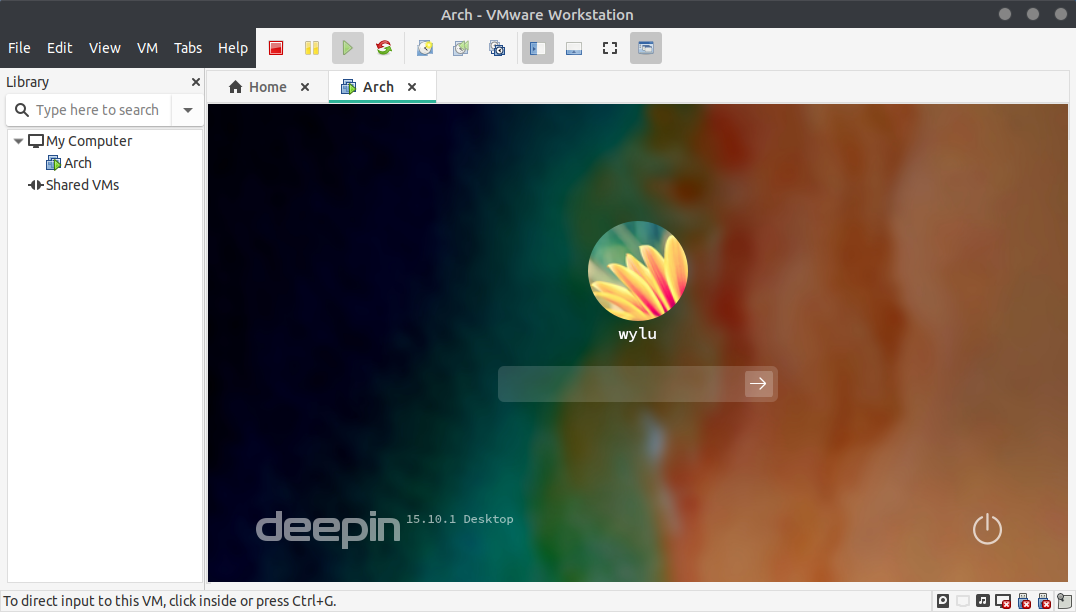 Arch - VMware Workstation
File Edit View VM Tabs Help
Library
Home
Arch
Type here to search
My Computer
Arch
Shared VMs
wylu
deepin 15.10.1 Desktop
To direct input to this VM, click inside or press Ctrl+G.